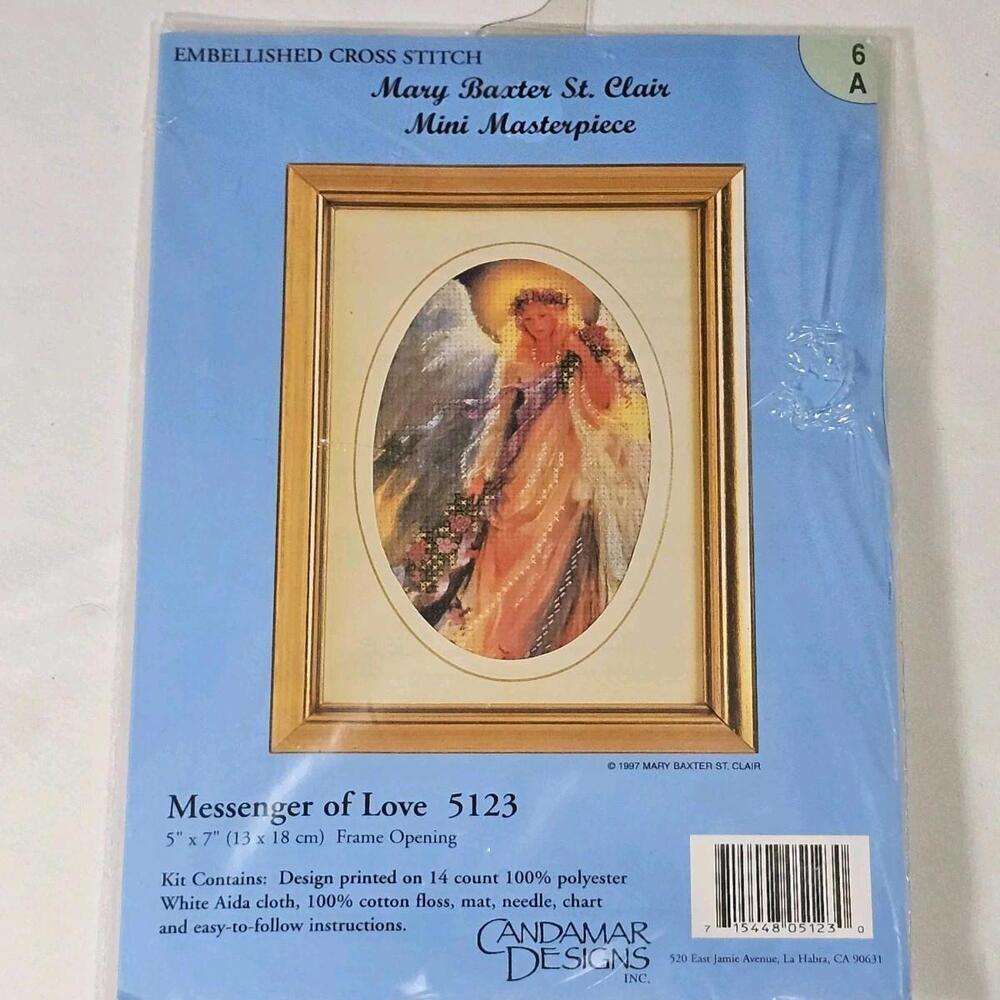 EMBELLISHED CROSS STITCH
6
A
Mary Baxter St. Clair
Mini Masterpiece
© 1997 MARY BAXTER ST. CLAIR
Messenger of Love 5123
5" x 7" (13 x 18 cm) Frame Opening
Kit Contains: Design printed on 14 count 100% polyester
White Aida cloth, 100% cotton floss, mat, needle, chart
and easy-to-follow instructions.
CANDAMAR
DESIGNS
INC.
7 15448 05123 0
520 East Jamie Avenue, La Habra, CA 90631